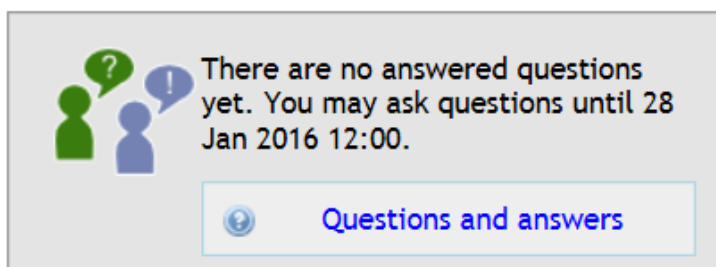 There are no answered questions
yet. You may ask questions until 28
Jan 2016 12:00.
Questions and answers